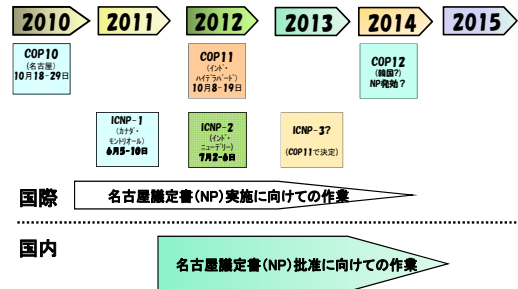 2010 2011 2012 2013 2014 2015
COP10
(名古屋)
10月18-29日
COP11
(インド・
ハイデラバード)
10月8-19日
COP12
(韓国?)
NP発効?
ICNP-1
(カナダ・
モントリオール)
6月5-10日
ICNP-2
(インド・
ニューデリー)
7月2-6日
ICNP-3?
(COP11で決定)
国際
名古屋議定書(NP)実施に向けての作業
国内
名古屋議定書(NP)批准に向けての作業